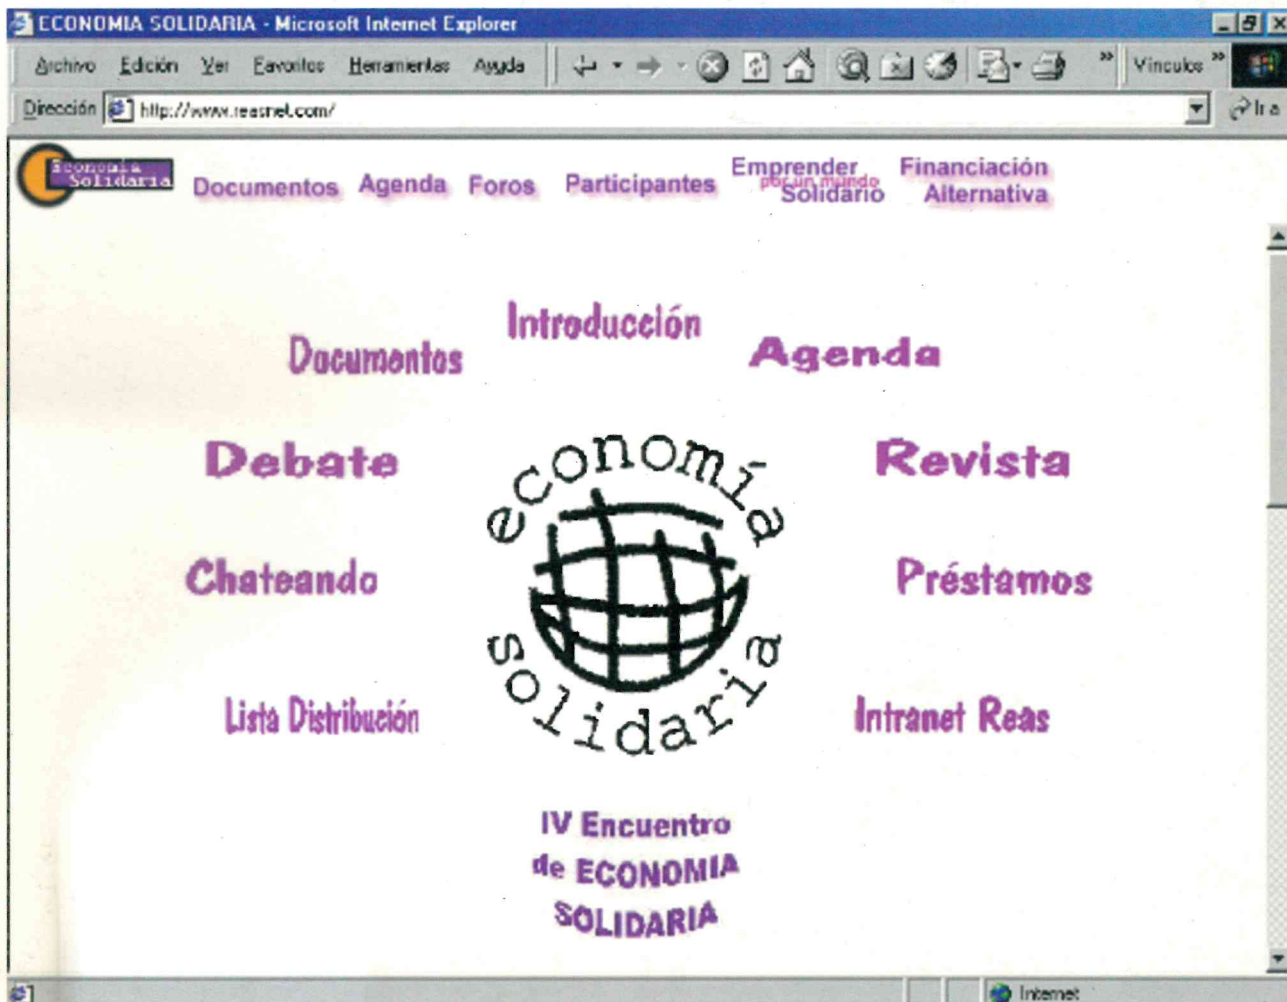 ECONOMIA SOLIDARIA - Microsoft Internet Explorer
Archivo Edición Ver Favoritos Herramientas Ayuda » Vínculos »
Dirección http://www.reasnet.com/ Ir a
Economía
Solidaria
Documentos Agenda Foros Participantes
Emprender
por un mundo
Solidario
Financiación
Alternativa
Introducción
Documentos
Agenda
Debate
Revista
economía
solidaria
Chateando
Préstamos
Lista Distribución
Intranet Reas
IV Encuentro
de ECONOMIA
SOLIDARIA
Internet